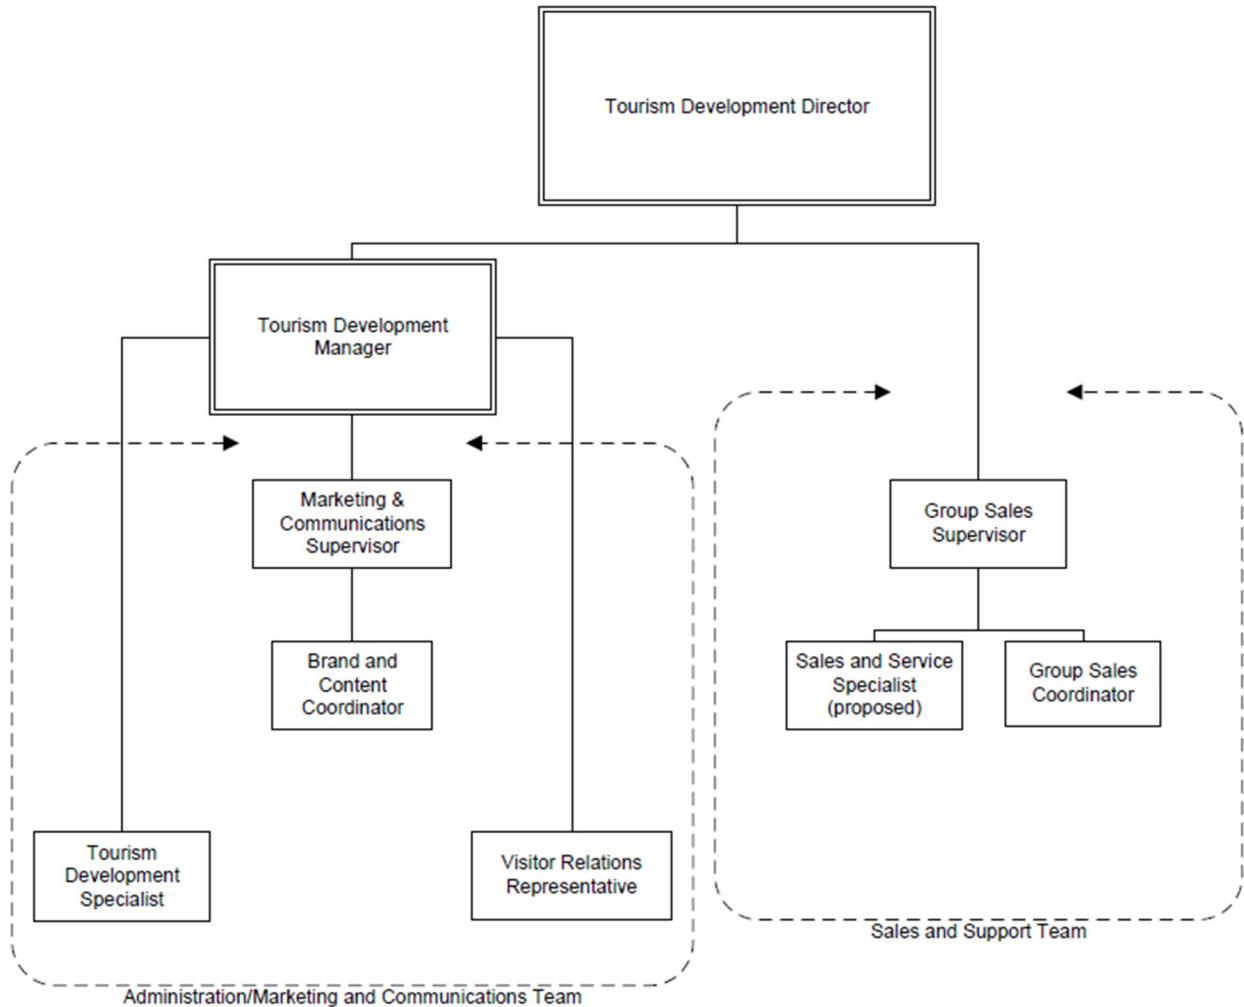 Tourism Development Director
Tourism Development
Manager
Marketing &
Communications
Supervisor
Group Sales
Supervisor
Brand and
Content
Coordinator
Sales and Service
Specialist
(proposed)
Group Sales
Coordinator
Tourism
Development
Specialist
Visitor Relations
Representative
Sales and Support Team
Administration/Marketing and Communications Team